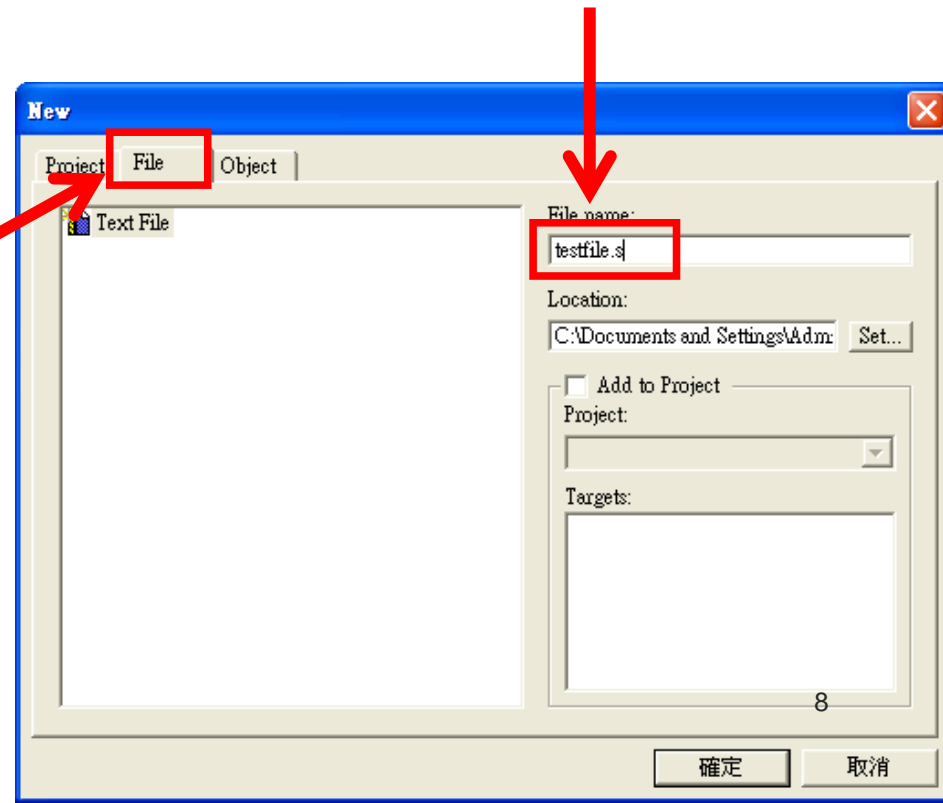 New
Project File Object
Text File
File name:
testfile.s
Location:
C:\Documents and Settings\Adm Set...
Add to Project
Project:
Targets:
8
確定 取消